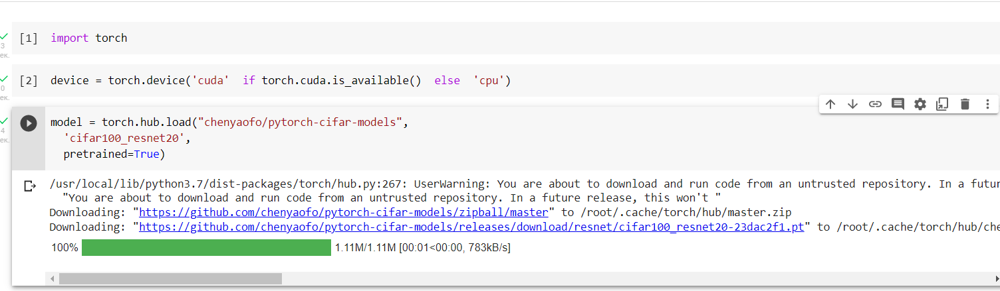 [1] import torch
3
ек.
[2] device = torch.device('cuda' if torch.cuda.is_available() else 'cpu')
0
ек.
model = torch.hub.load("chenyaofo/pytorch-cifar-models",
4
'cifar100_resnet20',
ек.
pretrained=True)
/usr/local/lib/python3.7/dist-packages/torch/hub.py:267: UserWarning: You are about to download and run code from an untrusted repository. In a futur
"You are about to download and run code from an untrusted repository. In a future release, this won't "
Downloading: "https://github.com/chenyaofo/pytorch-cifar-models/zipball/master" to /root/.cache/torch/hub/master.zip
Downloading: "https://github.com/chenyaofo/pytorch-cifar-models/releases/download/resnet/cifar100_resnet20-23dac2f1.pt" to /root/.cache/torch/hub/che
100% 1.11M/1.11M [00:01<00:00, 783kB/s]